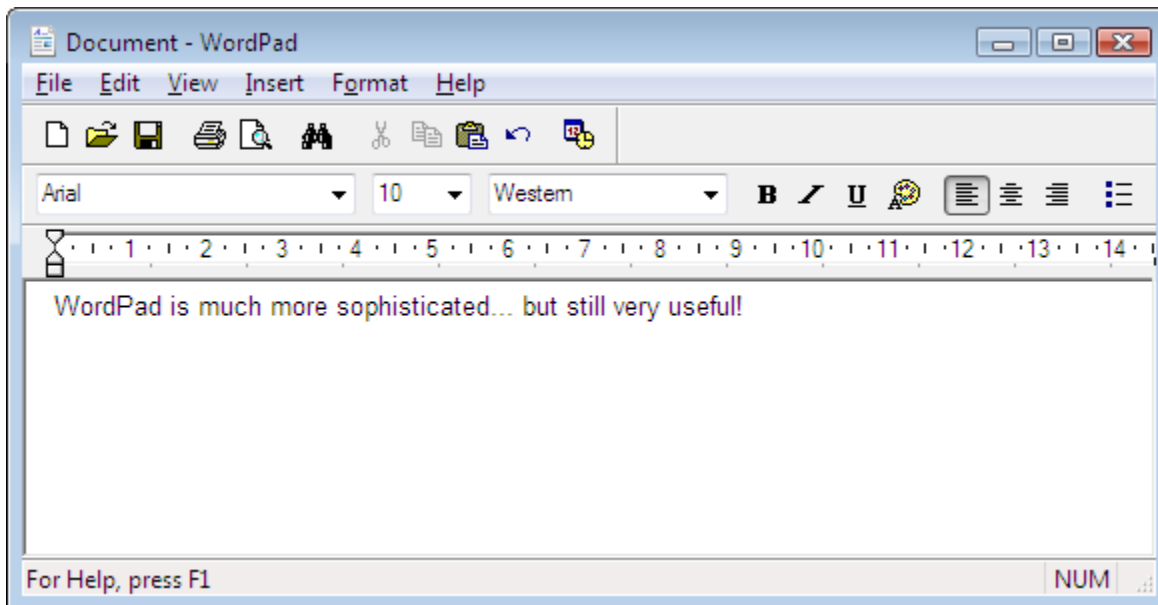 Document - WordPad
File Edit View Insert Format Help
Arial 10 Western B I U
1 2 3 4 5 6 7 8 9 10 11 12 13 14
WordPad is much more sophisticated... but still very useful!
For Help, press F1 NUM